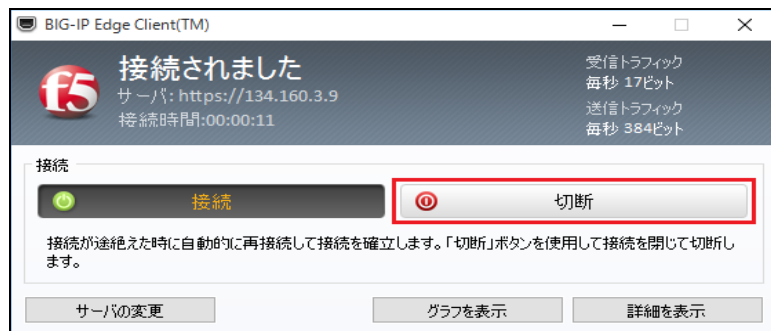 BIG-IP Edge Client(TM)
f5
接続されました
サーバ: https://134.160.3.9
接続時間:00:00:11
受信トラフィック
毎秒 17ビット
送信トラフィック
毎秒 384ビット
接続
接続
切断
接続が途絶えた時に自動的に再接続して接続を確立します。「切断」ボタンを使用して接続を閉じて切断し
ます。
サーバの変更
グラフを表示
詳細を表示